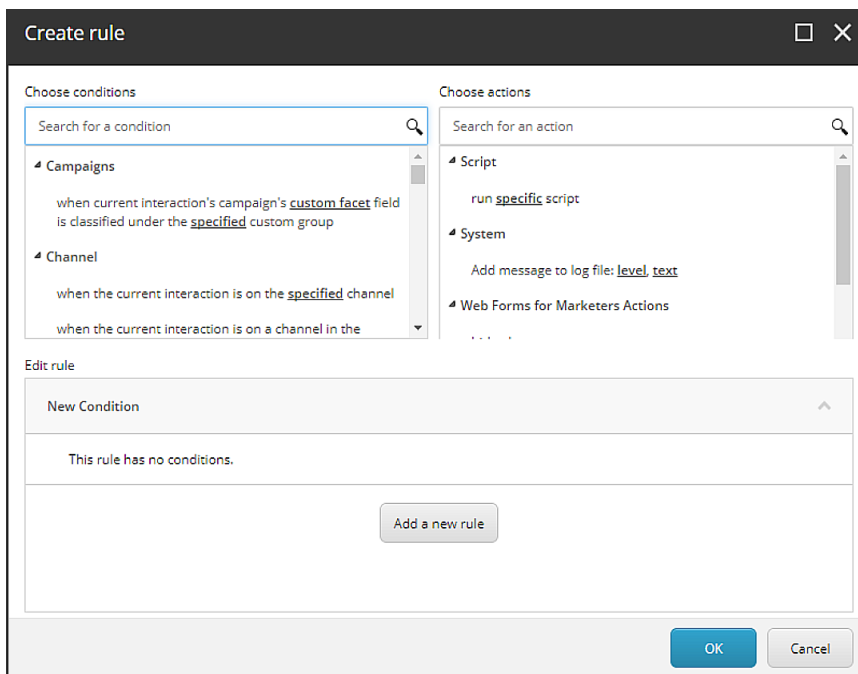 Create rule
Choose conditions
Search for a condition
Campaigns
when current interaction's campaign's custom facet field
is classified under the specified custom group
Channel
when the current interaction is on the specified channel
when the current interaction is on a channel in the
Choose actions
Search for an action
Script
run specific script
System
Add message to log file: level, text
Web Forms for Marketers Actions
Edit rule
New Condition
This rule has no conditions.
Add a new rule
OK
Cancel